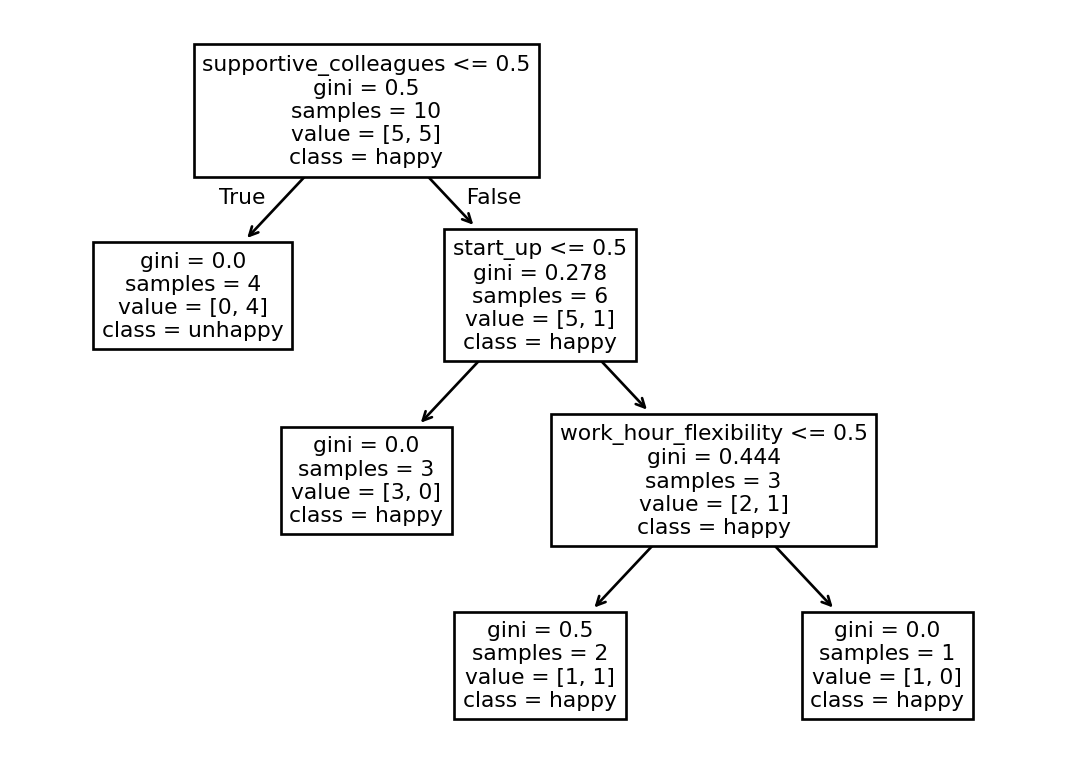 supportive_colleagues <= 0.5
gini = 0.5
samples = 10
value = [5, 5]
class = happy
True
False
gini = 0.0
samples = 4
value = [0, 4]
class = unhappy
start_up <= 0.5
gini = 0.278
samples = 6
value = [5, 1]
class = happy
gini = 0.0
samples = 3
value = [3, 0]
class = happy
work_hour_flexibility <= 0.5
gini = 0.444
samples = 3
value = [2, 1]
class = happy
gini = 0.5
samples = 2
value = [1, 1]
class = happy
gini = 0.0
samples = 1
value = [1, 0]
class = happy